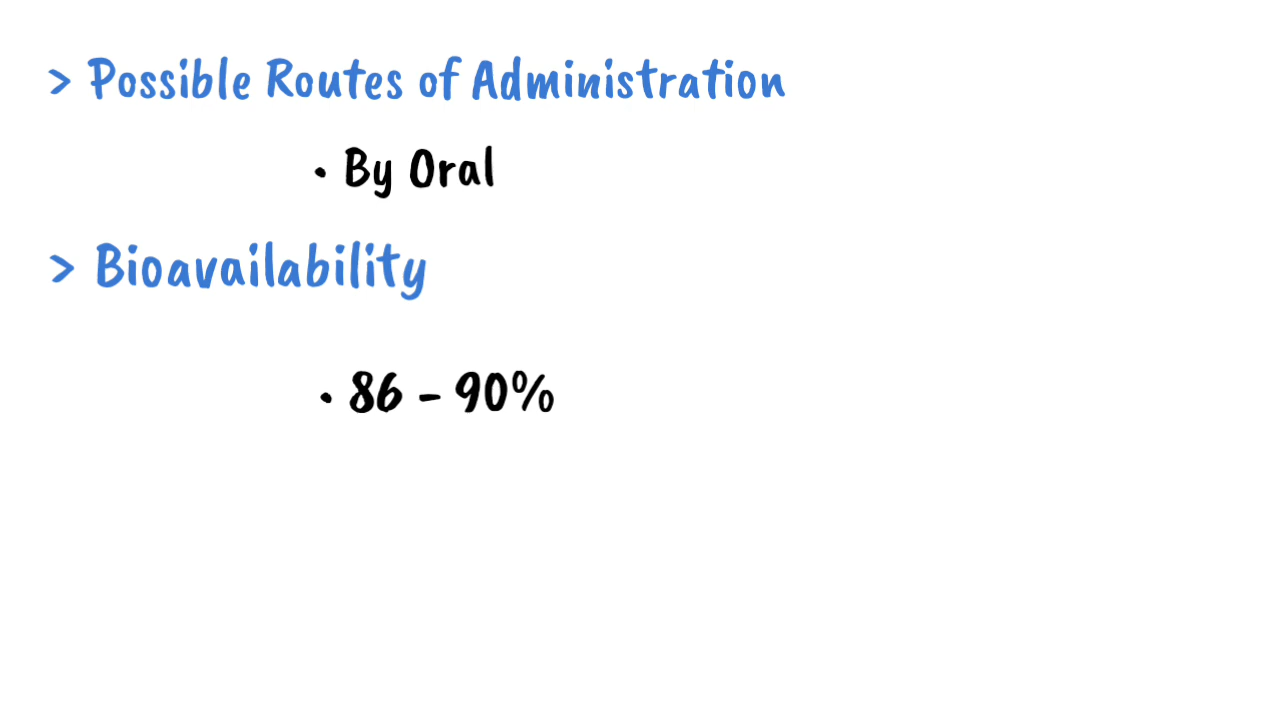 > Possible Routes of Administration
• By Oral
> Bioavailability
• 86 - 90%